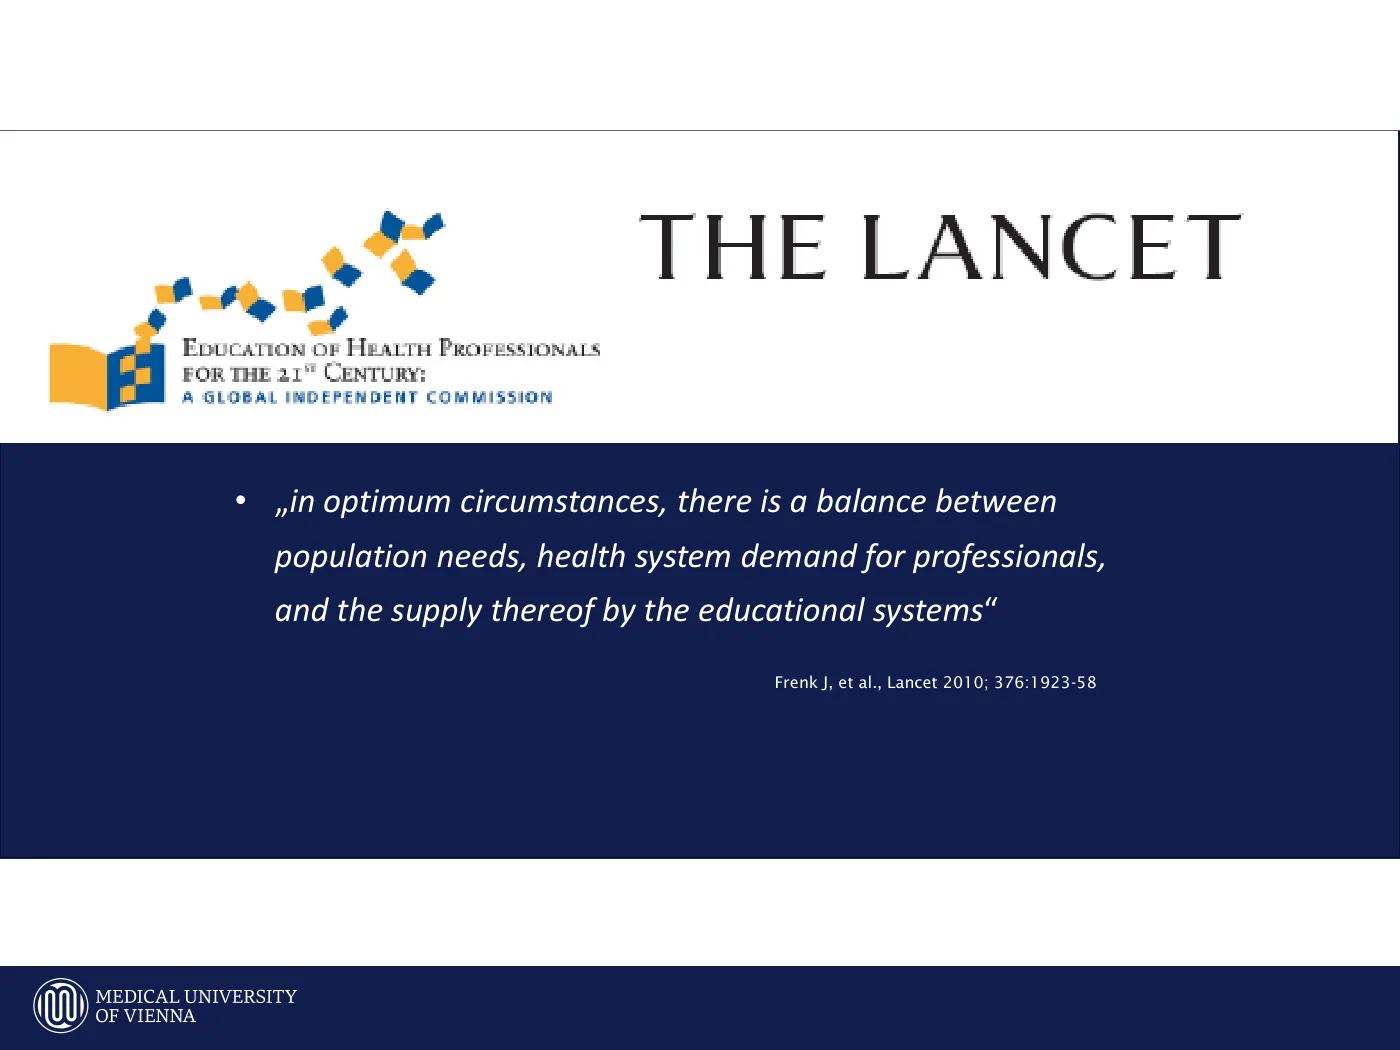 THE LANCET
EDUCATION OF HEALTH PROFESSIONALS
FOR THE 21ST CENTURY:
A GLOBAL INDEPENDENT COMMISSION
• „in optimum circumstances, there is a balance between
population needs, health system demand for professionals,
and the supply thereof by the educational systems“
Frenk J, et al., Lancet 2010; 376:1923-58
MEDICAL UNIVERSITY
OF VIENNA